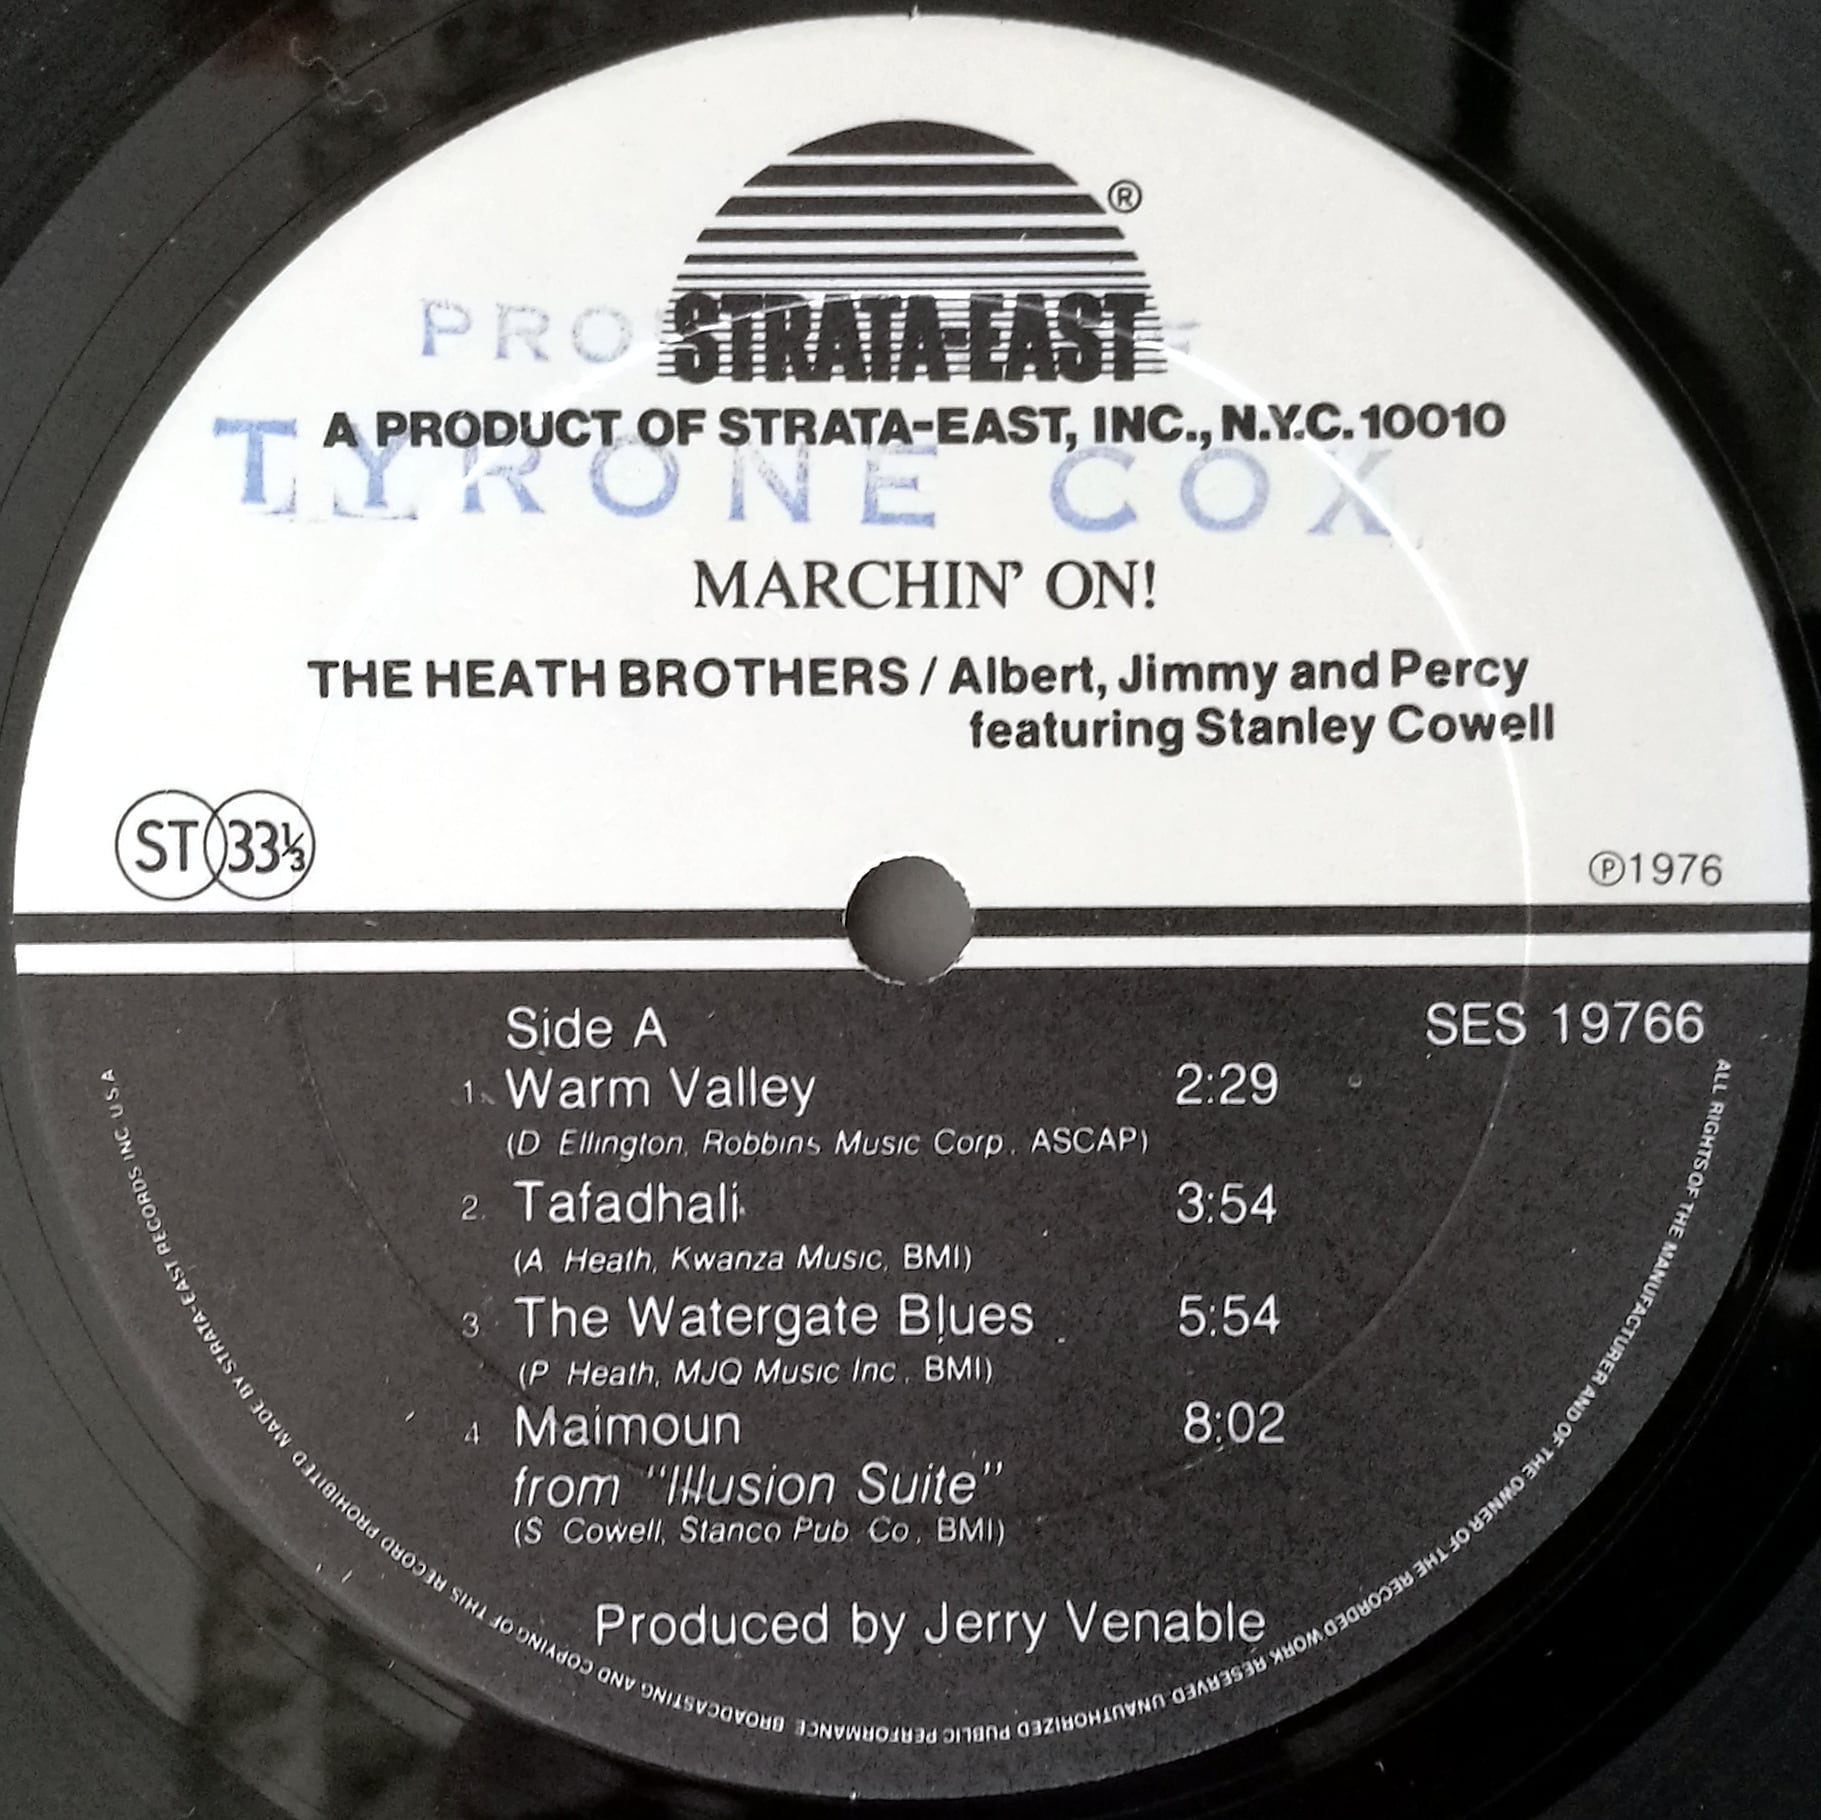 ®
STRATA-EAST
A PRODUCT OF STRATA-EAST, INC., N.Y.C. 10010
TYRONE COX
MARCHIN' ON!
THE HEATH BROTHERS / Albert, Jimmy and Percy
featuring Stanley Cowell
ST 33⅓
℗1976
Side A
SES 19766
1. Warm Valley 2:29
(D Ellington, Robbins Music Corp., ASCAP)
2. Tafadhali 3:54
(A Heath, Kwanza Music, BMI)
3 The Watergate Blues 5:54
(P Heath, MJQ Music Inc., BMI)
4 Maimoun 8:02
from "Illusion Suite"
(S Cowell, Stanco Pub Co, BMI)
Produced by Jerry Venable
ALL RIGHTS OF THE MANUFACTURER AND OF THE OWNER OF THE RECORDED WORK RESERVED UNAUTHORIZED PUBLIC PERFORMANCE BROADCASTING AND COPYING OF THIS RECORD PROHIBITED MADE BY STRATA-EAST RECORDS INC USA